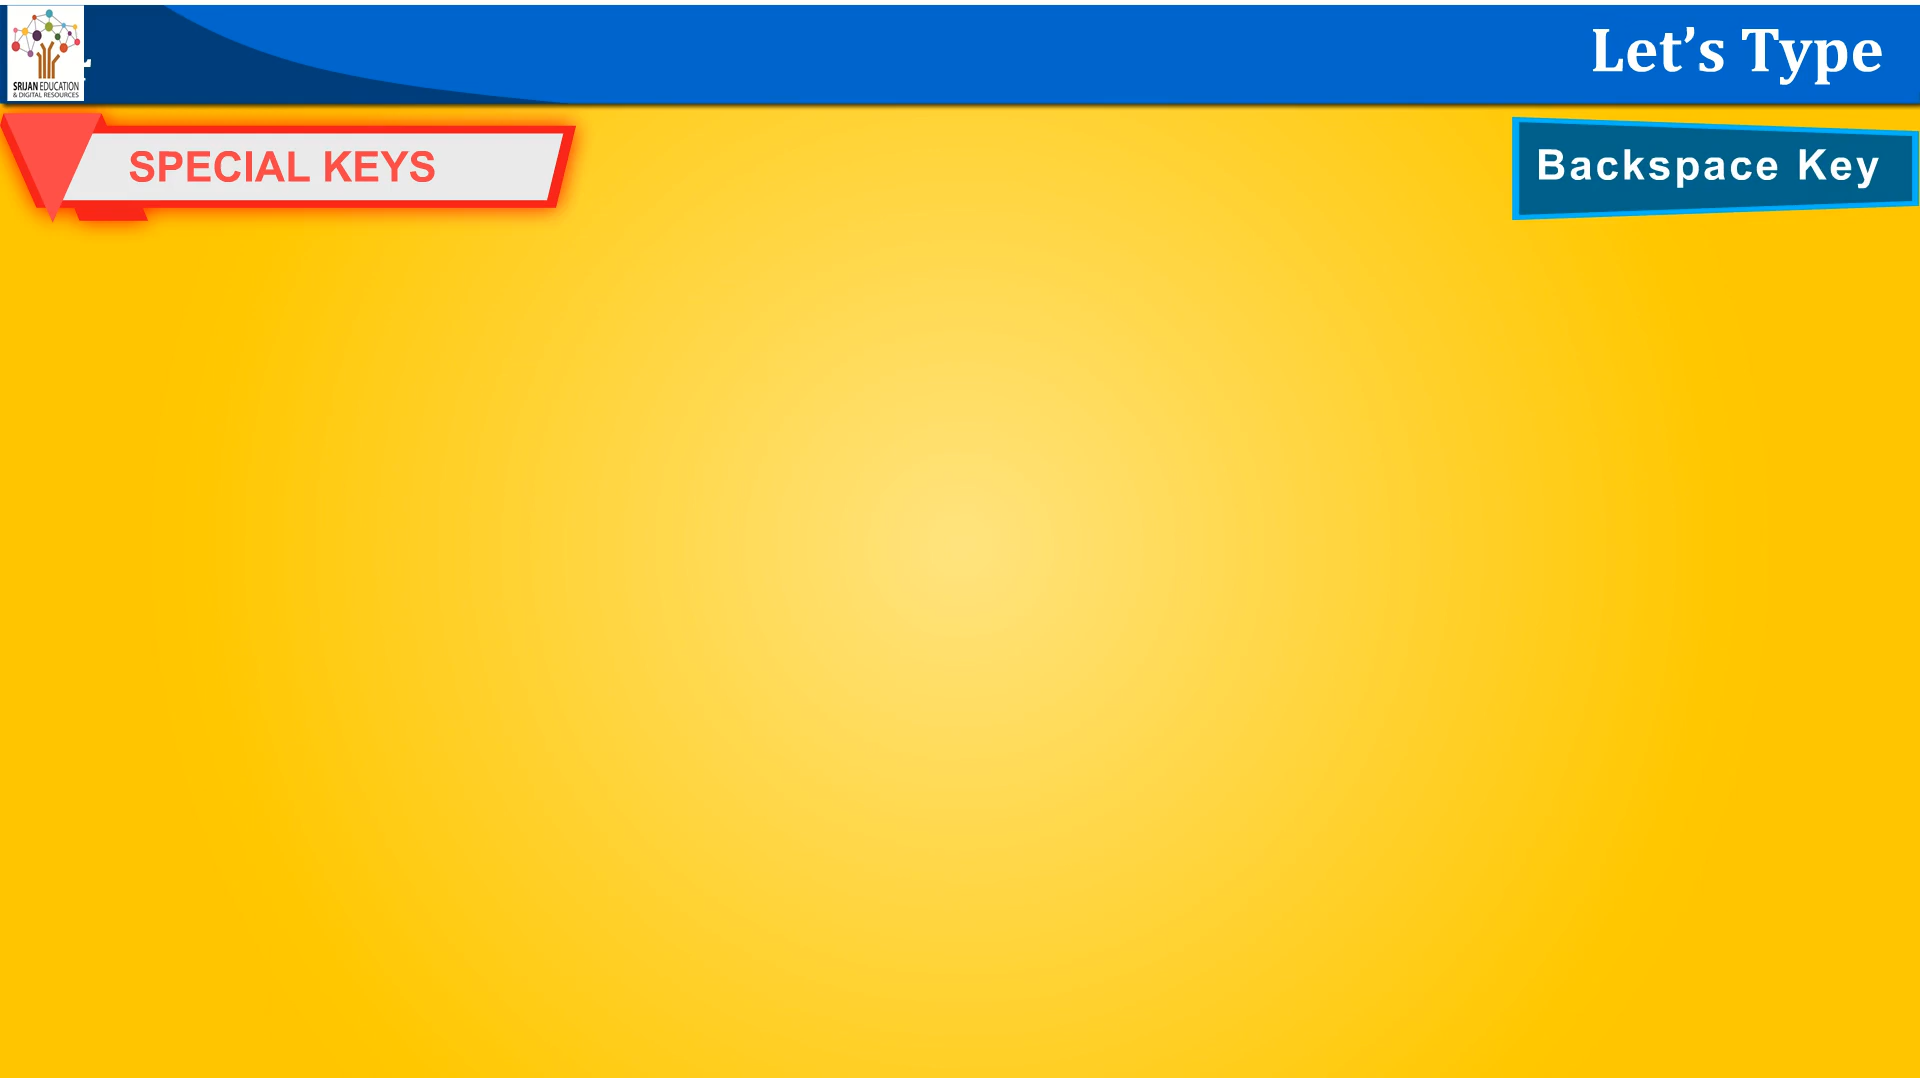 Let’s Type
SRIJAN EDUCATION
& DIGITAL RESOURCES
SPECIAL KEYS
Backspace Key